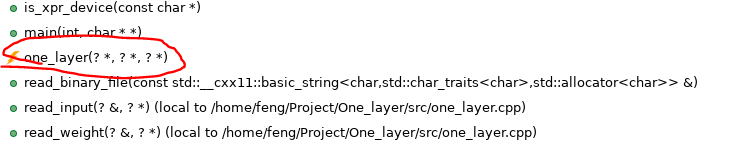 is_xpr_device(const char *)
main(int, char * *)
one_layer(? *, ? *, ? *)
read_binary_file(const std::__cxx11::basic_string<char,std::char_traits<char>,std::allocator<char>> &)
read_input(? &, ? *) (local to /home/feng/Project/One_layer/src/one_layer.cpp)
read_weight(? &, ? *) (local to /home/feng/Project/One_layer/src/one_layer.cpp)